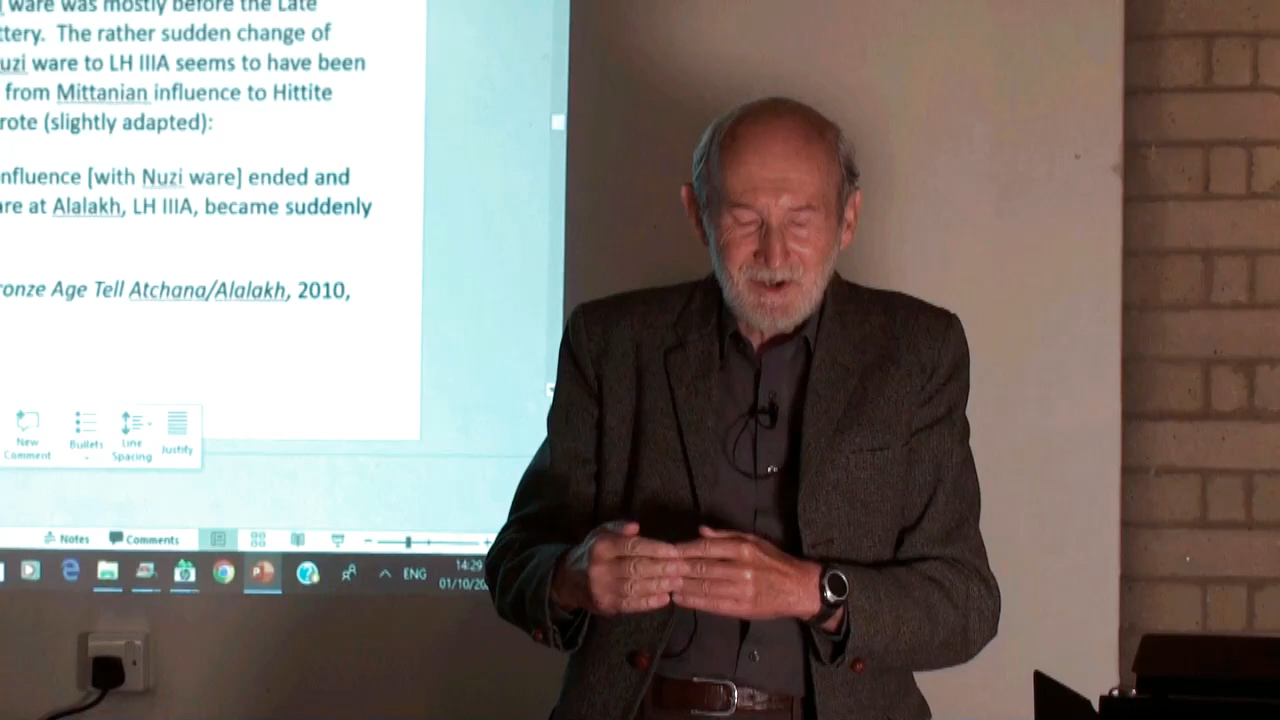 ware was mostly before the Late
ttery. The rather sudden change of
uzi ware to LH IIIA seems to have been
from Mittanian influence to Hittite
rote (slightly adapted):
nfluence [with Nuzi ware] ended and
are at Alalakh, LH IIIA, became suddenly
ronze Age Tell Atchana/Alalakh, 2010,
New Comment
Bullets
Line Spacing
Justify
Notes Comments
ENG
14:29
01/10/20